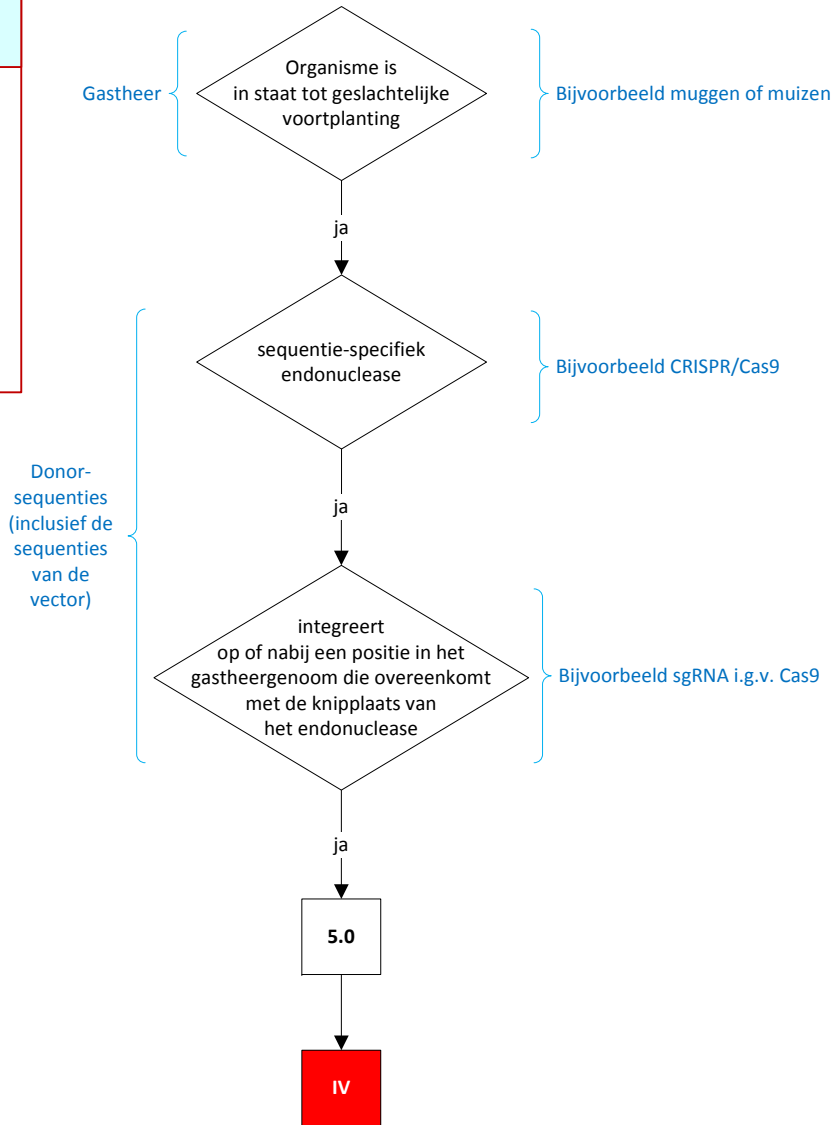 Organisme is
in staat tot geslachtelijke
voortplanting
Gastheer
Bijvoorbeeld muggen of muizen
ja
sequentie-specifiek
endonuclease
Bijvoorbeeld CRISPR/Cas9
Donor-
sequenties
(inclusief de
sequenties
van de
vector)
ja
integreert
op of nabij een positie in het
gastheergenoom die overeenkomt
met de knipplaats van
het endonuclease
Bijvoorbeeld sgRNA i.g.v. Cas9
ja
5.0
IV